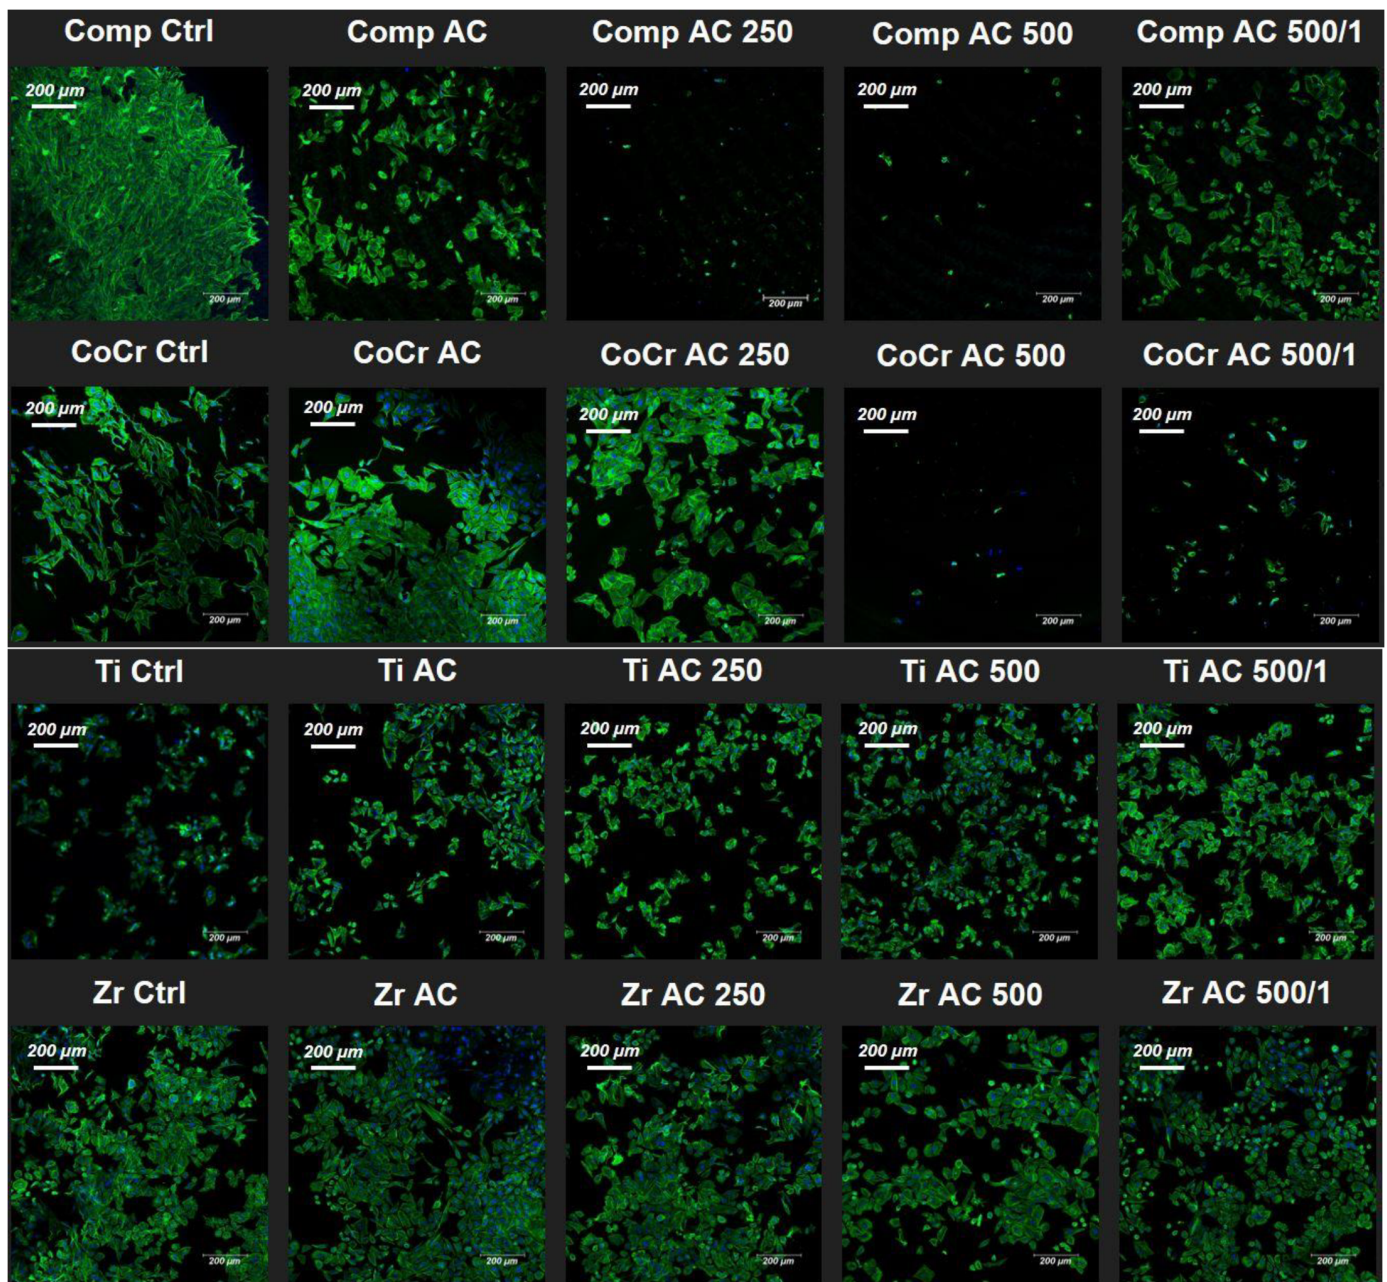 Comp Ctrl Comp AC Comp AC 250 Comp AC 500 Comp AC 500/1
200 µm 200 µm 200 µm 200 µm 200 µm
200 µm 200 µm 200 µm 200 µm 200 µm
CoCr Ctrl CoCr AC CoCr AC 250 CoCr AC 500 CoCr AC 500/1
200 µm 200 µm 200 µm 200 µm 200 µm
200 µm 200 µm 200 µm 200 µm 200 µm
Ti Ctrl Ti AC Ti AC 250 Ti AC 500 Ti AC 500/1
200 µm 200 µm 200 µm 200 µm 200 µm
200 µm 200 µm 200 µm 200 µm 200 µm
Zr Ctrl Zr AC Zr AC 250 Zr AC 500 Zr AC 500/1
200 µm 200 µm 200 µm 200 µm 200 µm
200 µm 200 µm 200 µm 200 µm 200 µm